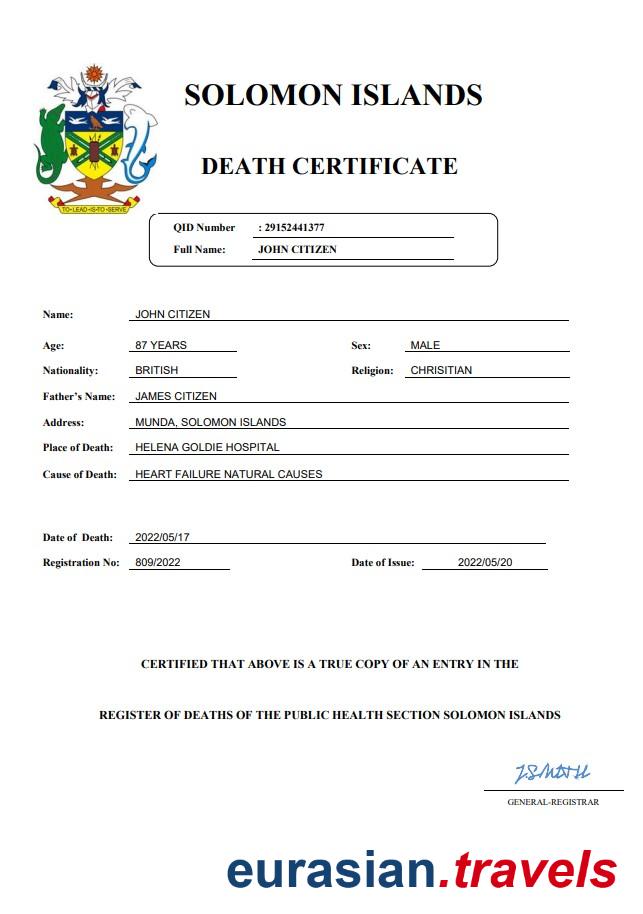 TO•LEAD•IS•TO•SERVE
SOLOMON ISLANDS
DEATH CERTIFICATE
QID Number : 29152441377
Full Name: JOHN CITIZEN
Name: JOHN CITIZEN
Age: 87 YEARS Sex: MALE
Nationality: BRITISH Religion: CHRISITIAN
Father's Name: JAMES CITIZEN
Address: MUNDA, SOLOMON ISLANDS
Place of Death: HELENA GOLDIE HOSPITAL
Cause of Death: HEART FAILURE NATURAL CAUSES
Date of Death: 2022/05/17
Registration No: 809/2022 Date of Issue: 2022/05/20
CERTIFIED THAT ABOVE IS A TRUE COPY OF AN ENTRY IN THE
REGISTER OF DEATHS OF THE PUBLIC HEALTH SECTION SOLOMON ISLANDS
GENERAL-REGISTRAR
eurasian.travels